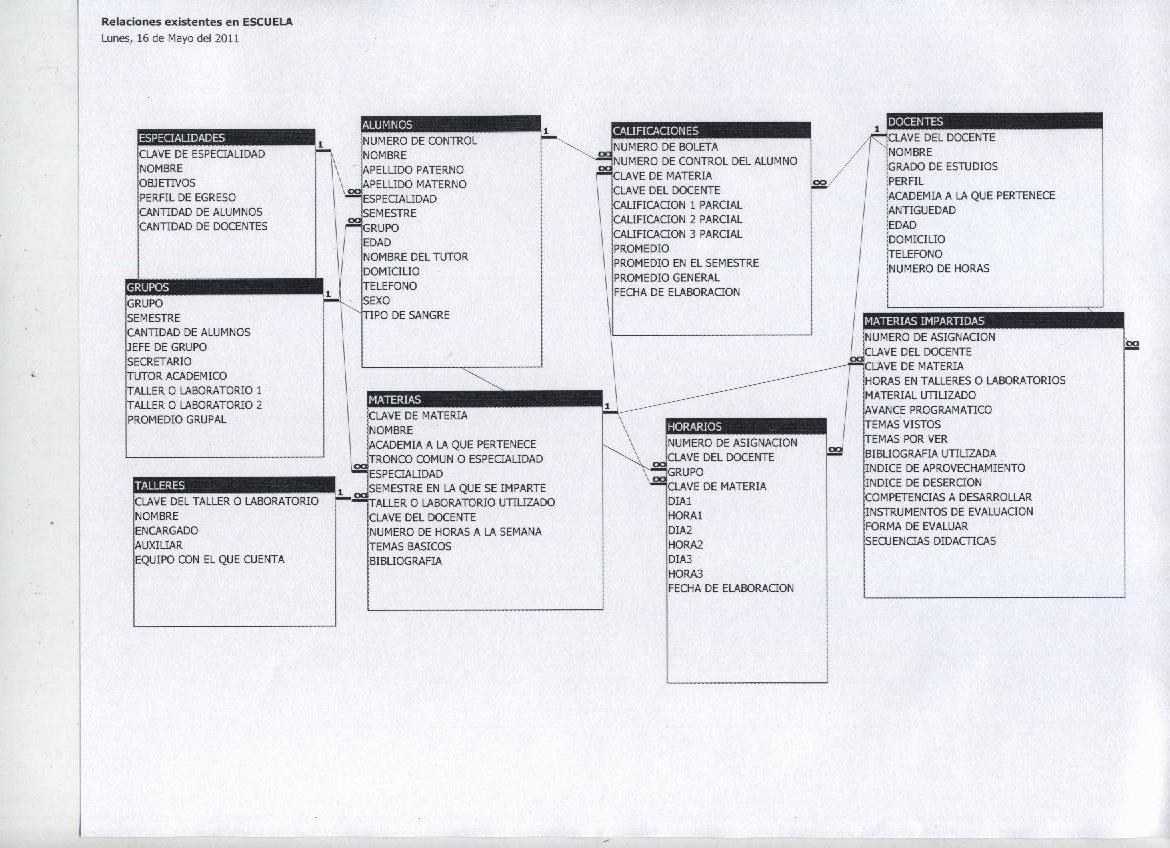 Relaciones existentes en ESCUELA
Lunes, 16 de Mayo del 2011
ESPECIALIDADES
CLAVE DE ESPECIALIDAD
NOMBRE
OBJETIVOS
PERFIL DE EGRESO
CANTIDAD DE ALUMNOS
CANTIDAD DE DOCENTES
1
GRUPOS
GRUPO
SEMESTRE
CANTIDAD DE ALUMNOS
JEFE DE GRUPO
SECRETARIO
TUTOR ACADEMICO
TALLER O LABORATORIO 1
TALLER O LABORATORIO 2
PROMEDIO GRUPAL
1
TALLERES
CLAVE DEL TALLER O LABORATORIO
NOMBRE
ENCARGADO
AUXILIAR
EQUIPO CON EL QUE CUENTA
1
∞
∞
ALUMNOS
NUMERO DE CONTROL
NOMBRE
APELLIDO PATERNO
APELLIDO MATERNO
ESPECIALIDAD
SEMESTRE
GRUPO
EDAD
NOMBRE DEL TUTOR
DOMICILIO
TELEFONO
SEXO
TIPO DE SANGRE
1
∞
∞
MATERIAS
CLAVE DE MATERIA
NOMBRE
ACADEMIA A LA QUE PERTENECE
TRONCO COMUN O ESPECIALIDAD
ESPECIALIDAD
SEMESTRE EN LA QUE SE IMPARTE
TALLER O LABORATORIO UTILIZADO
CLAVE DEL DOCENTE
NUMERO DE HORAS A LA SEMANA
TEMAS BASICOS
BIBLIOGRAFIA
1
∞
∞
CALIFICACIONES
NUMERO DE BOLETA
NUMERO DE CONTROL DEL ALUMNO
CLAVE DE MATERIA
CLAVE DEL DOCENTE
CALIFICACION 1 PARCIAL
CALIFICACION 2 PARCIAL
CALIFICACION 3 PARCIAL
PROMEDIO
PROMEDIO EN EL SEMESTRE
PROMEDIO GENERAL
FECHA DE ELABORACION
∞
∞
∞
HORARIOS
NUMERO DE ASIGNACION
CLAVE DEL DOCENTE
GRUPO
CLAVE DE MATERIA
DIA1
HORA1
DIA2
HORA2
DIA3
HORA3
FECHA DE ELABORACION
∞
1
DOCENTES
CLAVE DEL DOCENTE
NOMBRE
GRADO DE ESTUDIOS
PERFIL
ACADEMIA A LA QUE PERTENECE
ANTIGUEDAD
EDAD
DOMICILIO
TELEFONO
NUMERO DE HORAS
∞
MATERIAS IMPARTIDAS
NUMERO DE ASIGNACION
CLAVE DEL DOCENTE
CLAVE DE MATERIA
HORAS EN TALLERES O LABORATORIOS
MATERIAL UTILIZADO
AVANCE PROGRAMATICO
TEMAS VISTOS
TEMAS POR VER
BIBLIOGRAFIA UTILIZADA
INDICE DE APROVECHAMIENTO
INDICE DE DESERCION
COMPETENCIAS A DESARROLLAR
INSTRUMENTOS DE EVALUACION
FORMA DE EVALUAR
SECUENCIAS DIDACTICAS
∞